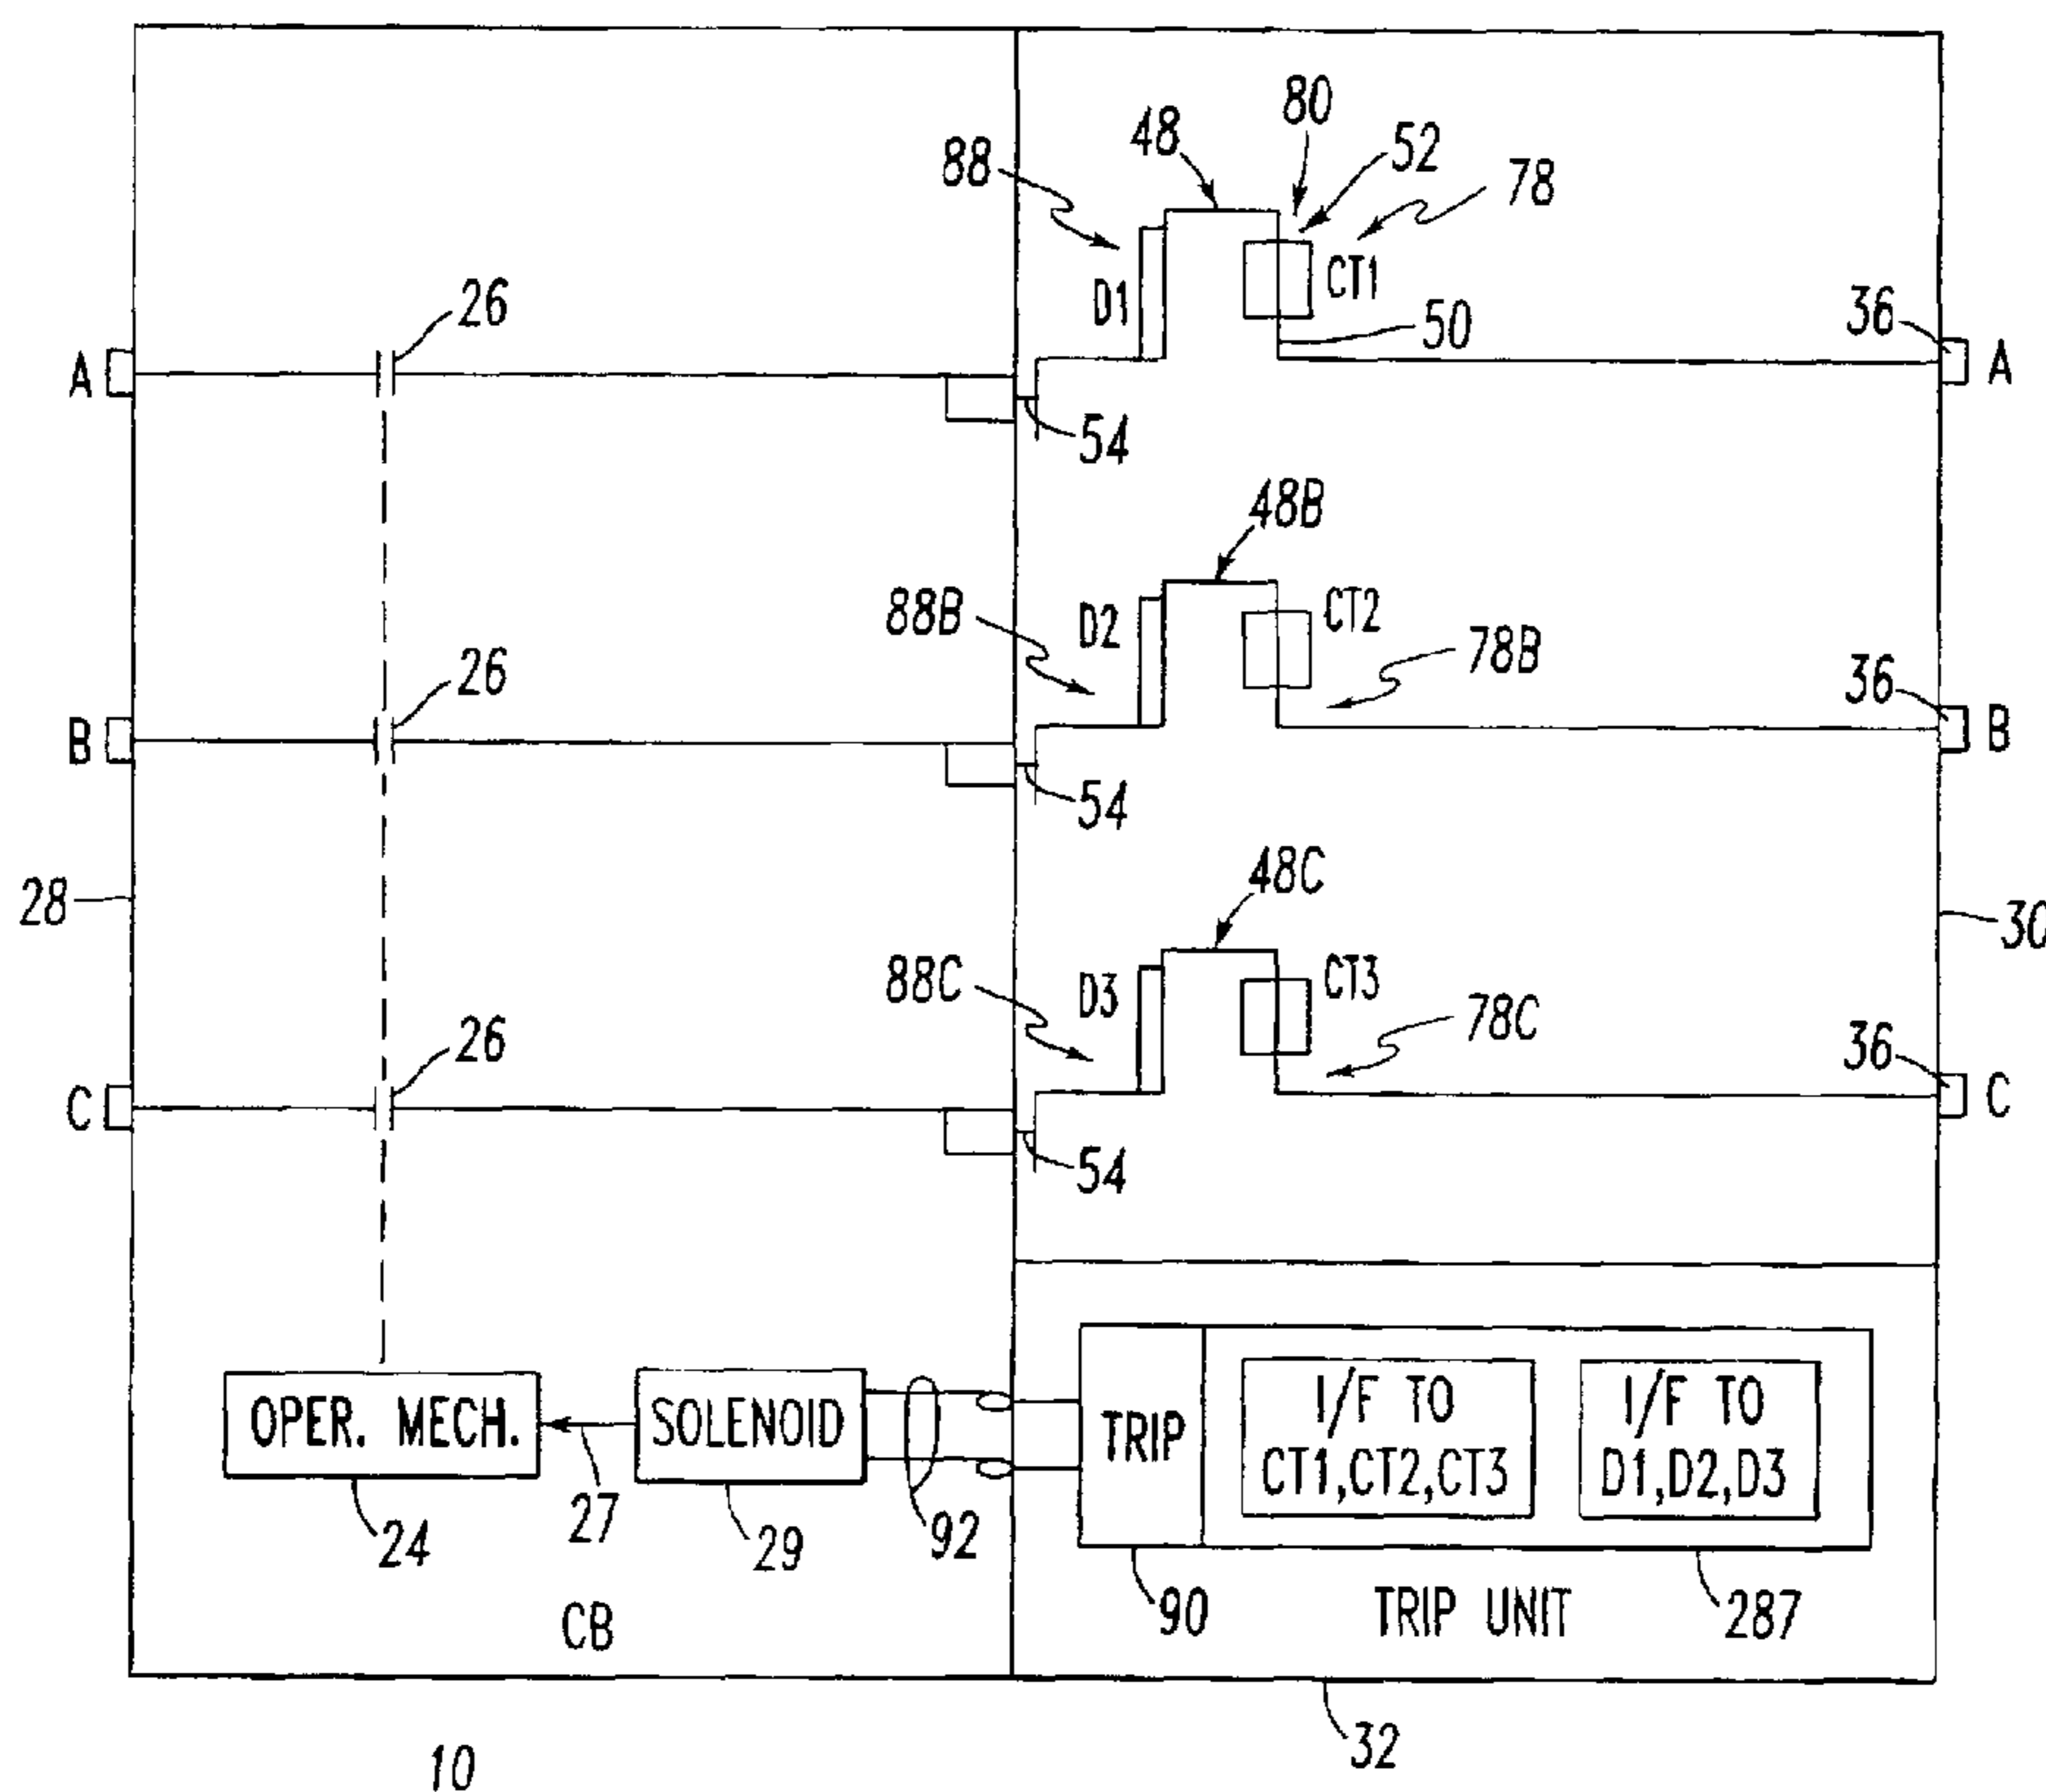 80
48
52
88
78
CT1
D1
26
50
36
A
A
54
48B
CT2
88B
D2
78B
26
36
B
B
54
48C
28
30
CT3
88C
D3
78C
26
36
C
C
54
OPER. MECH.
SOLENOID
TRIP
I/F TO
CT1,CT2,CT3
I/F TO
D1,D2,D3
27
24
29
92
90
287
CB
TRIP UNIT
32
10